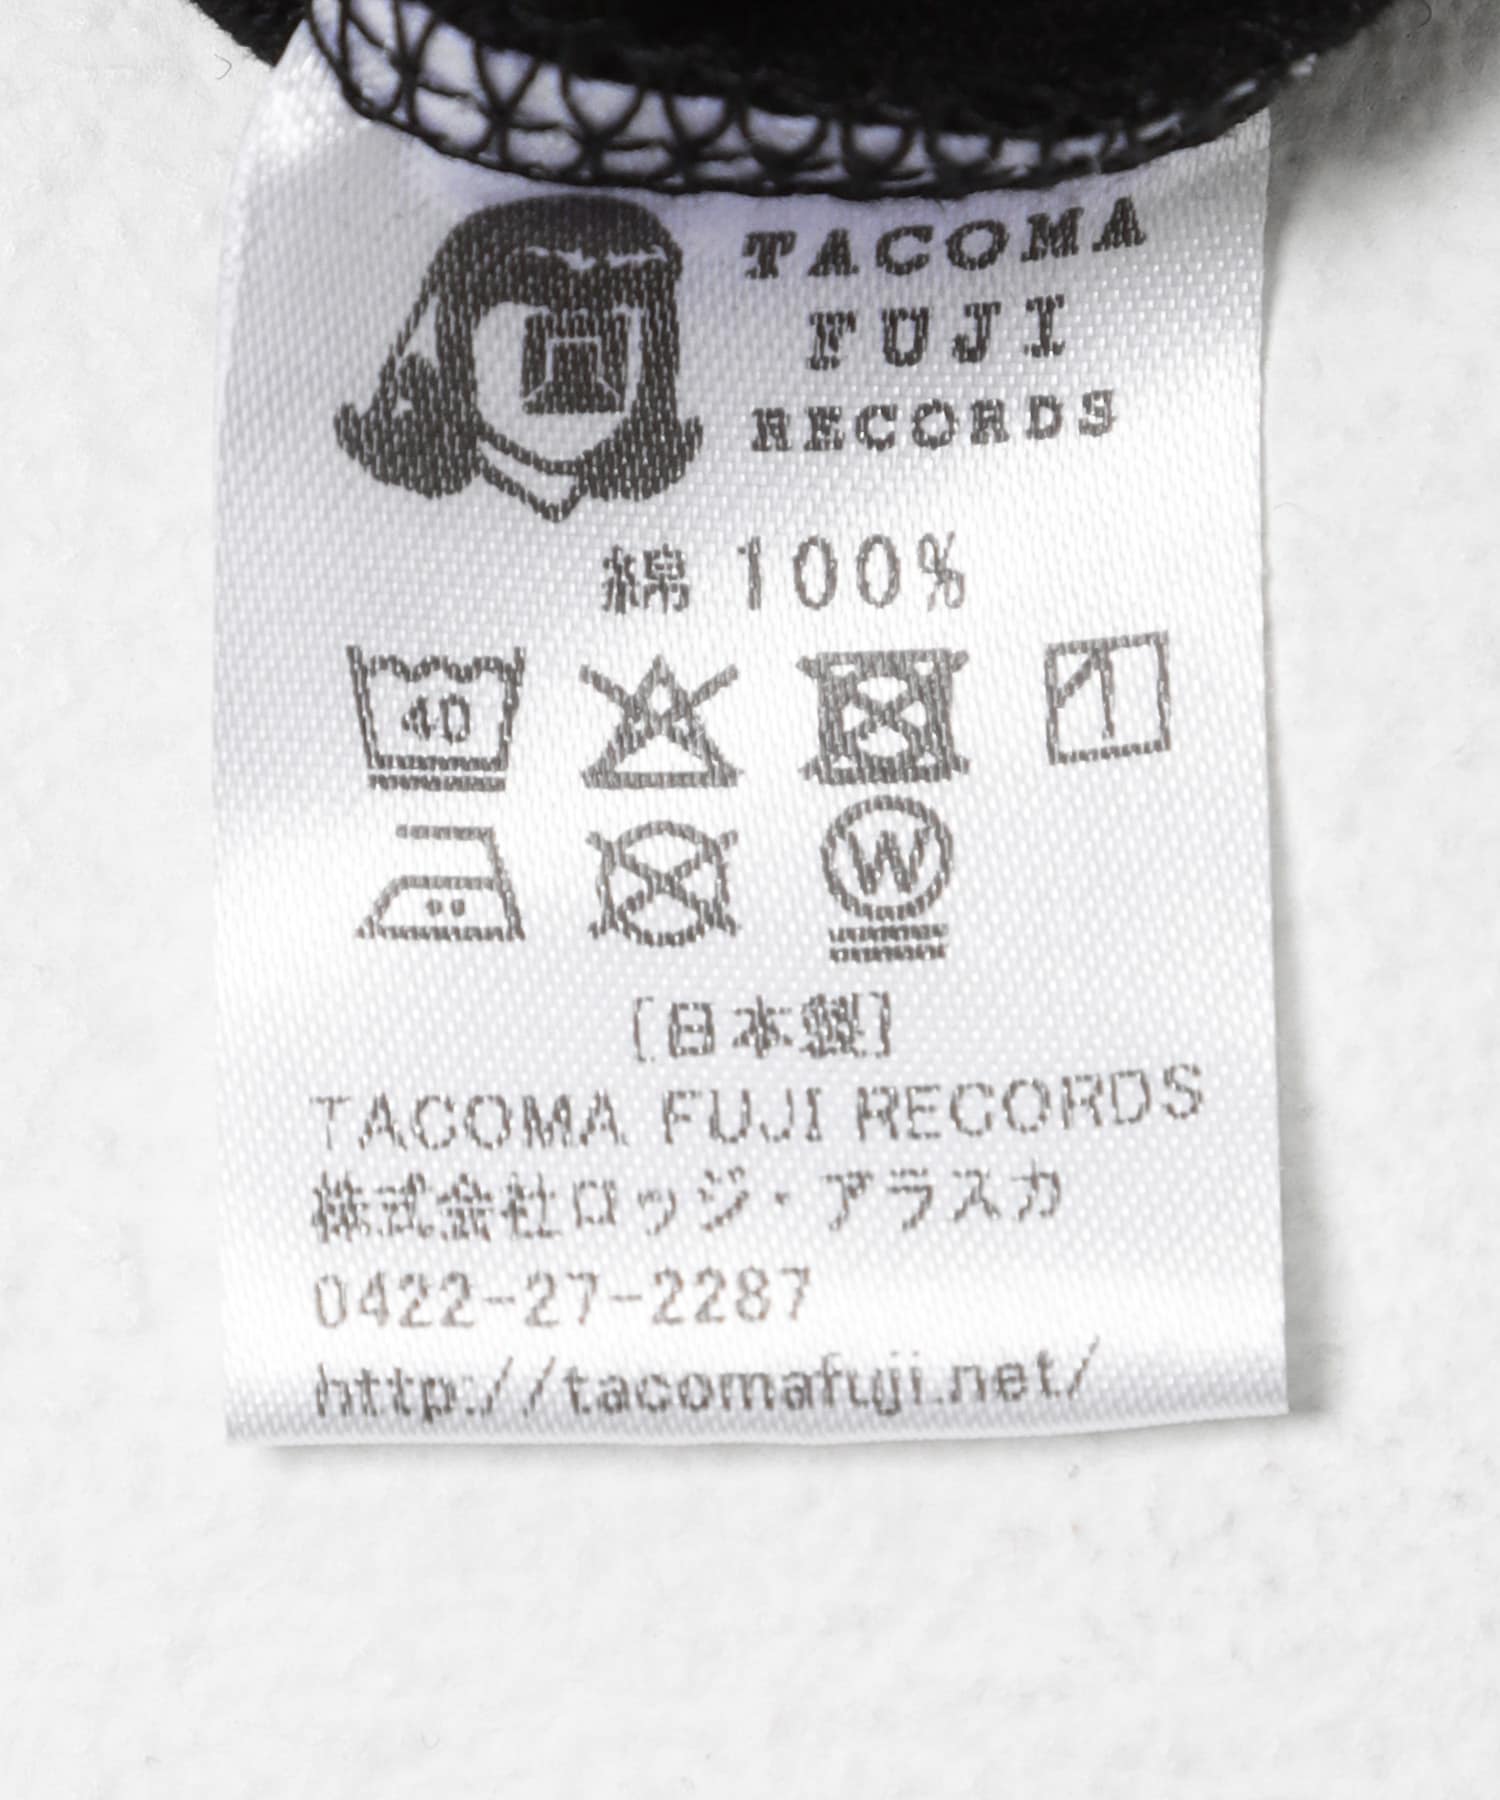 TACOMA
FUJI
RECORDS
綿 100%
40
W
[日本製]
TACOMA FUJI RECORDS
株式会社ロッジ・アラスカ
0422-27-2287
http://tacomafuji.net/